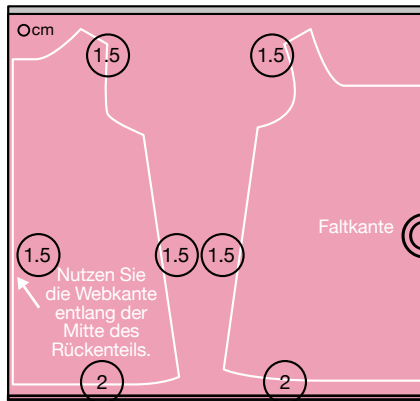 cm
1.5
1.5
Faltkante
1.5
1.5
1.5
Nutzen Sie
die Webkante
entlang der
Mitte des
Rückenteils.
2
2